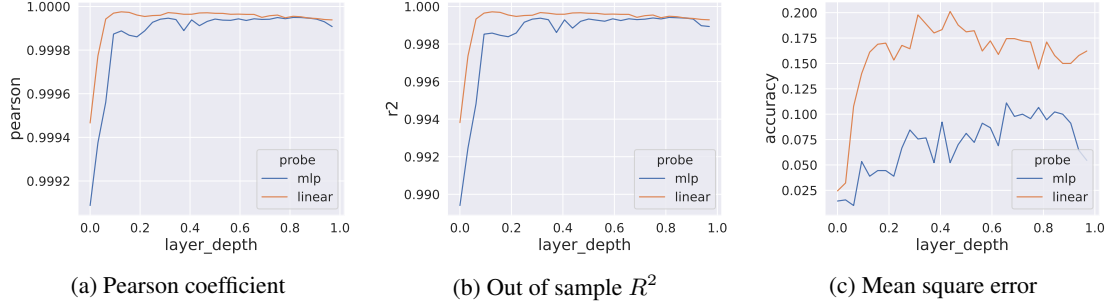 1.0000
0.9998
0.9996
0.9994
0.9992
pearson
0.0 0.2 0.4 0.6 0.8 1.0
layer_depth
probe
mlp
linear
(a) Pearson coefficient
1.000
0.998
0.996
0.994
0.992
0.990
r2
0.0 0.2 0.4 0.6 0.8 1.0
layer_depth
probe
mlp
linear
(b) Out of sample R²
0.200
0.175
0.150
0.125
0.100
0.075
0.050
0.025
accuracy
0.0 0.2 0.4 0.6 0.8 1.0
layer_depth
probe
mlp
linear
(c) Mean square error